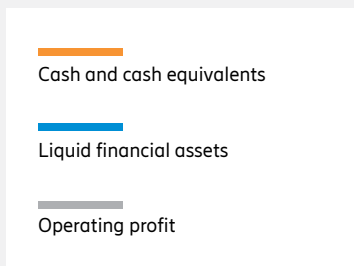 Cash and cash equivalents
Liquid financial assets
Operating profit